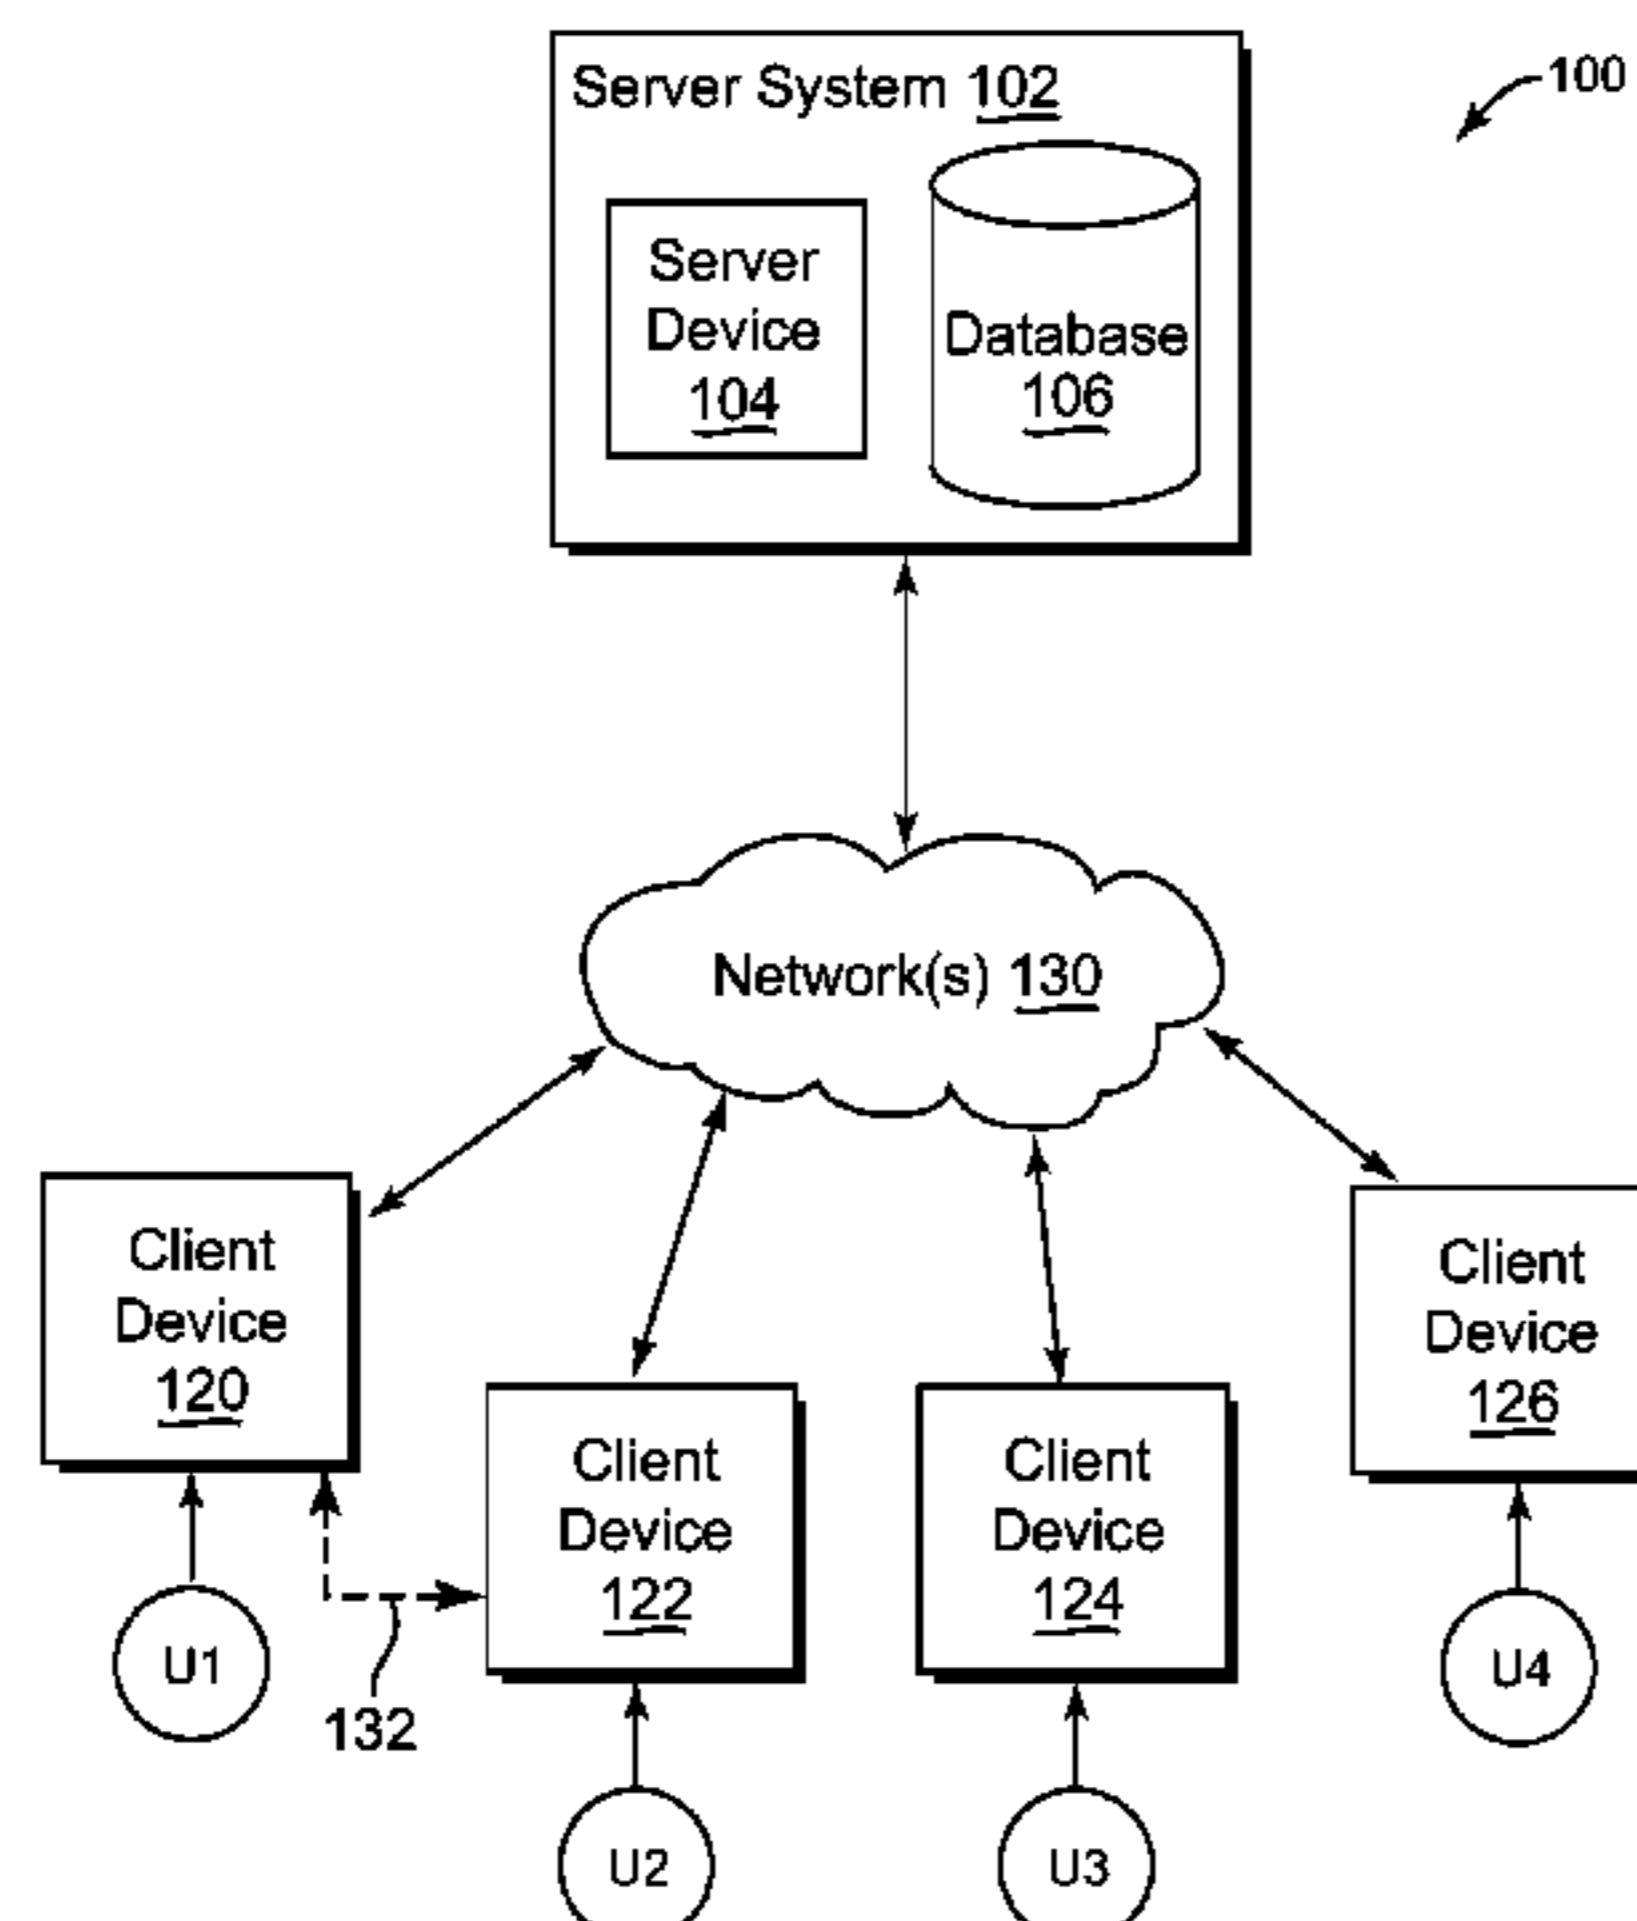 100
Server System 102
Server
Device
104
Database
106
Network(s) 130
Client
Device
120
Client
Device
122
Client
Device
124
Client
Device
126
132
U1
U2
U3
U4